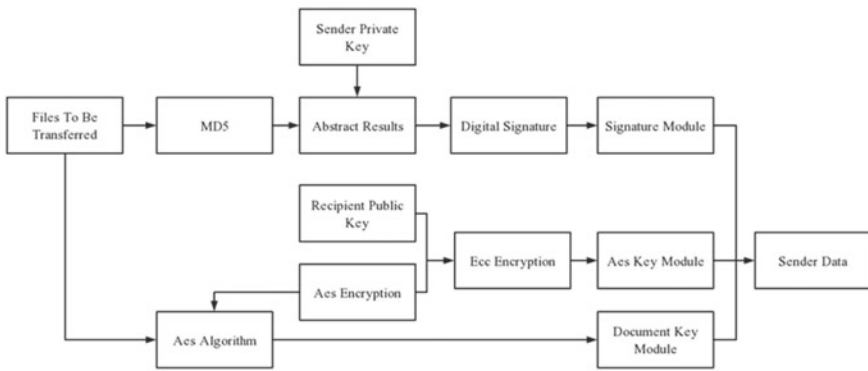 Sender Private
Key
Files To Be
Transferred
MD5
Abstract Results
Digital Signature
Signature Module
Recipient Public
Key
Ecc Encryption
Aes Key Module
Sender Data
Aes Encryption
Aes Algorithm
Document Key
Module